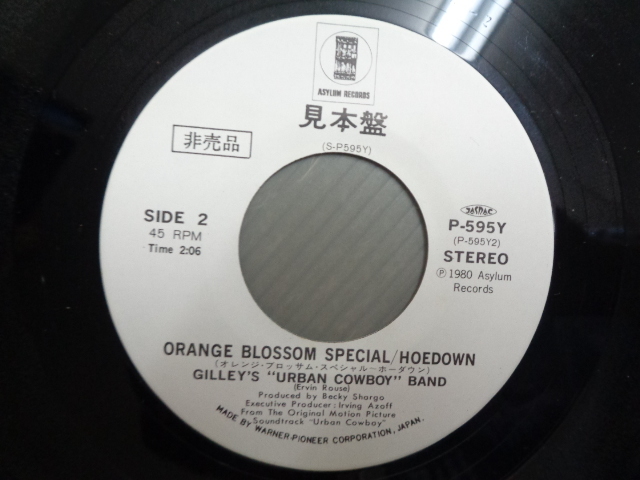 ASYLUM RECORDS
見本盤
(S-P595Y)
非売品
SIDE 2
45 RPM
Time 2:06
P-595Y
(P-595Y2)
STEREO
℗ 1980 Asylum
Records
ORANGE BLOSSOM SPECIAL/HOEDOWN
(オレンジ・ブロッサム・スペシャル〜ホーダウン)
GILLEY'S "URBAN COWBOY" BAND
(Ervin Rouse)
Produced by Becky Shargo
Executive Producer: Irving Azoff
From The Original Motion Picture
Soundtrack "Urban Cowboy"
MADE BY WARNER-PIONEER CORPORATION, JAPAN.